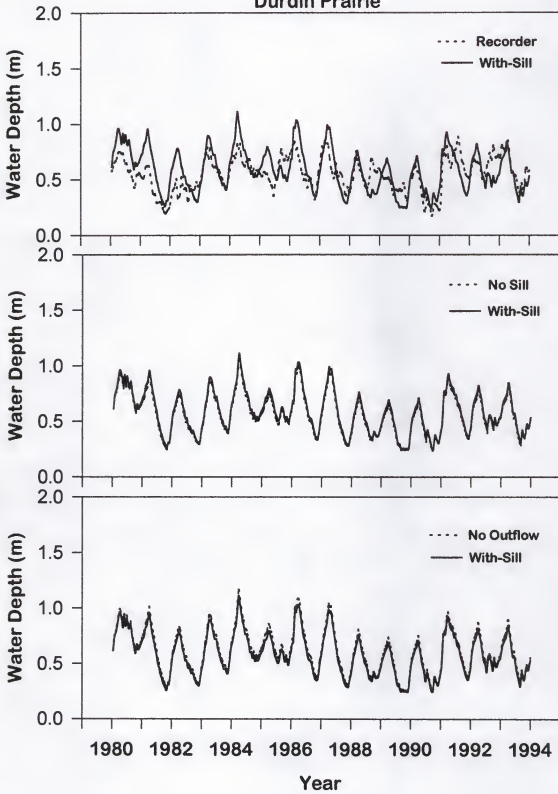 Durdin Prairie
2.0
1.5
1.0
0.5
0.0
Water Depth (m)
Recorder
With-Sill
2.0
1.5
1.0
0.5
0.0
Water Depth (m)
No Sill
With-Sill
2.0
1.5
1.0
0.5
0.0
Water Depth (m)
No Outflow
With-Sill
1980 1982 1984 1986 1988 1990 1992 1994
Year